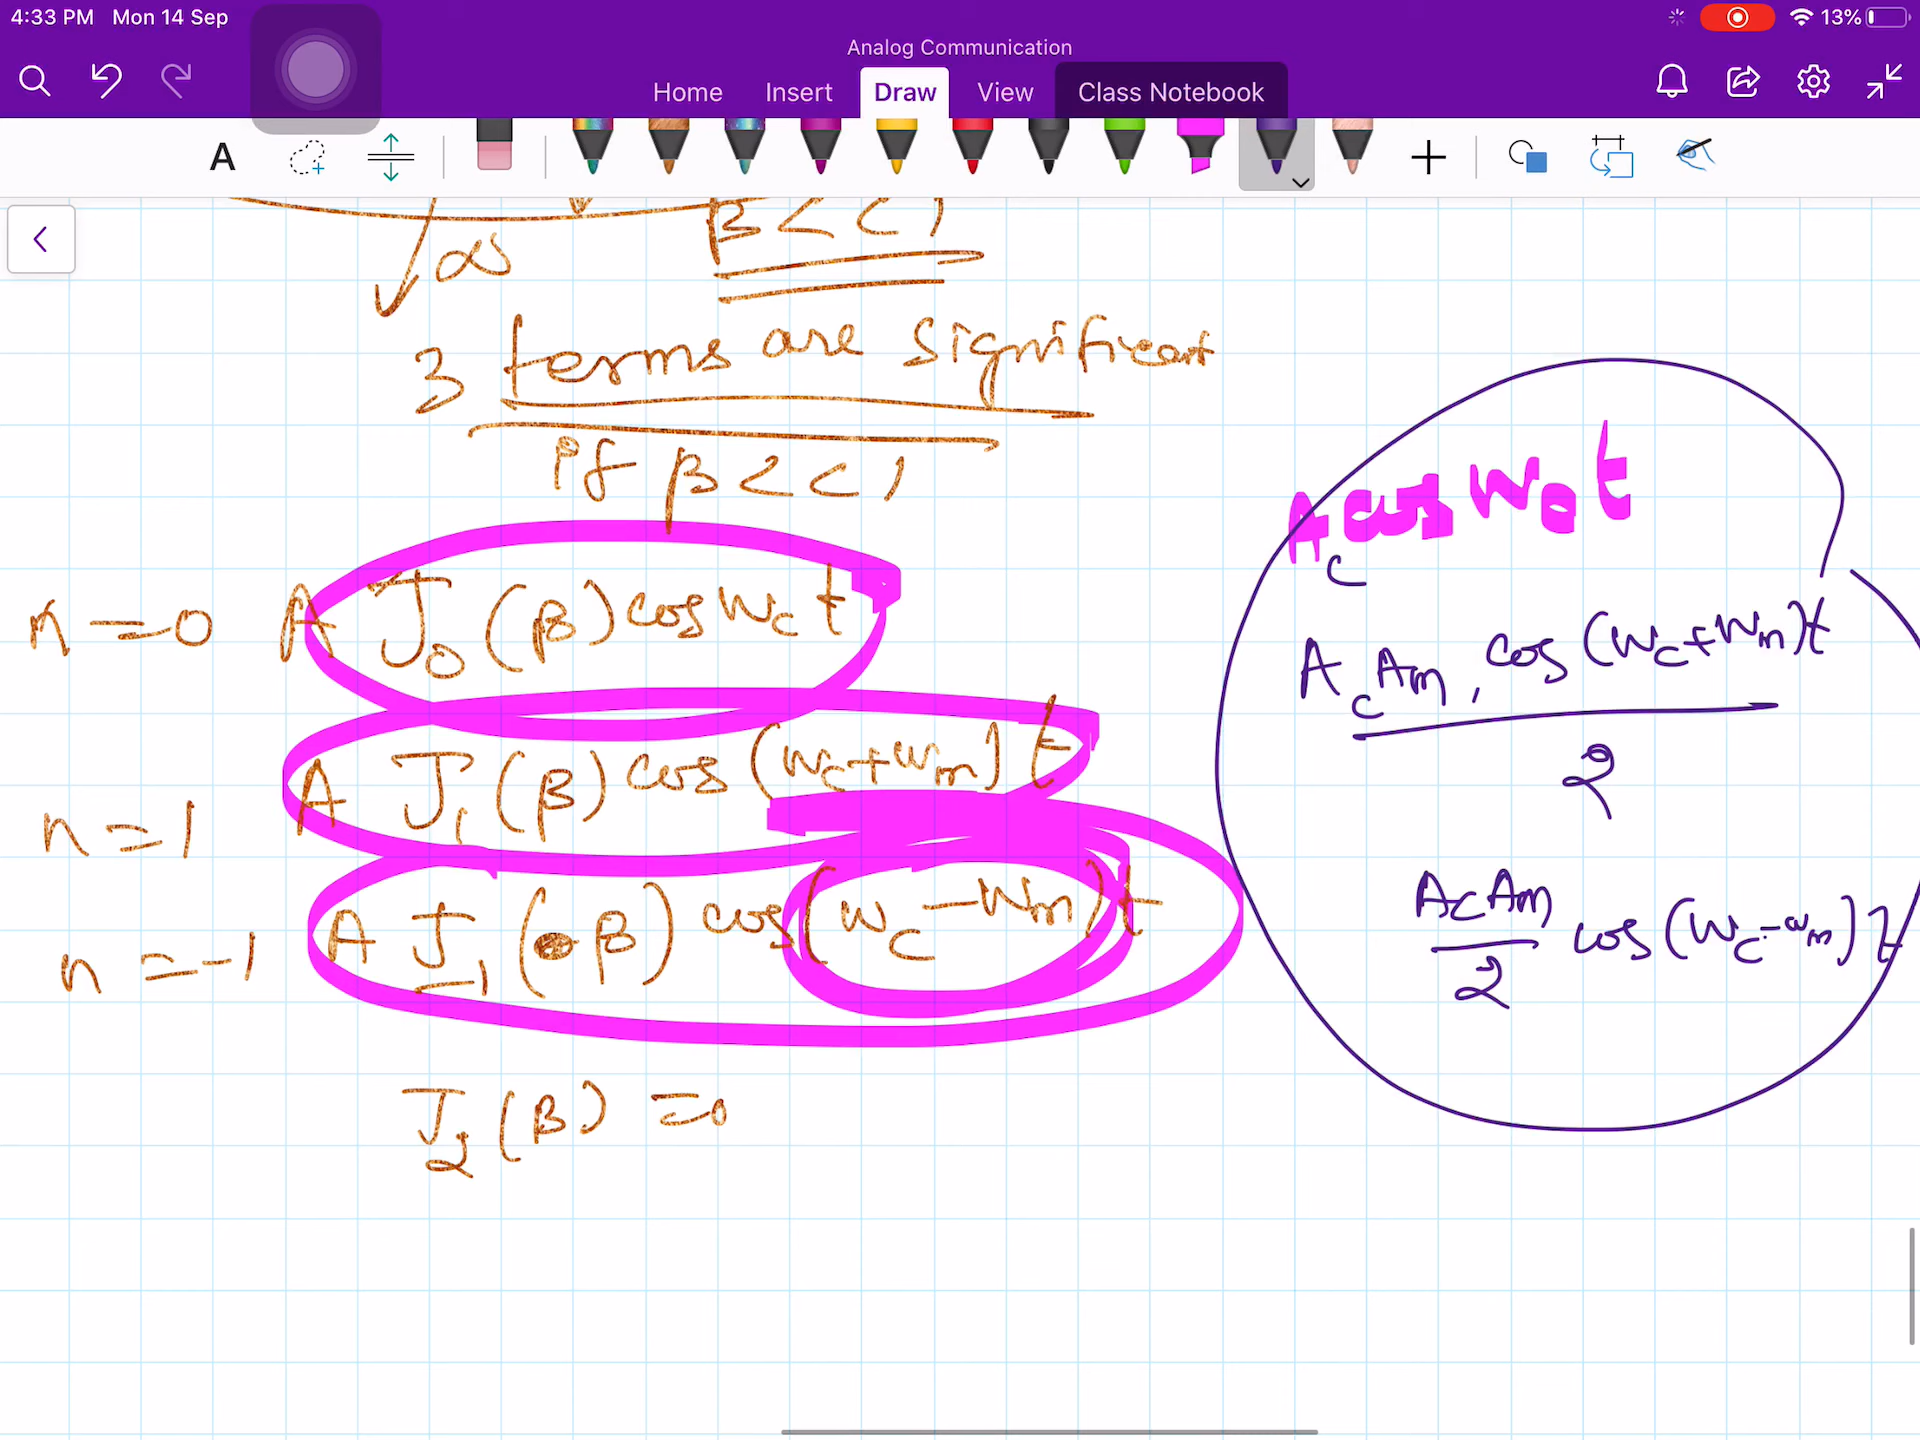 4:33 PM Mon 14 Sep
13%
Analog Communication
Home Insert Draw View Class Notebook
A
∞ β << 1
3 terms are significant
if β << 1
n = 0 A J₀ (β) cos Wc t
n = 1 A J₁ (β) cos (Wc + Wm) t
n = -1 A J₋₁ (β) cos (Wc - Wm) t
J₂ (β) = 0
Ac cos W₀ t
Ac Am . cos (Wc + Wm) t
2
Ac Am
2 cos (Wc - Wm) t